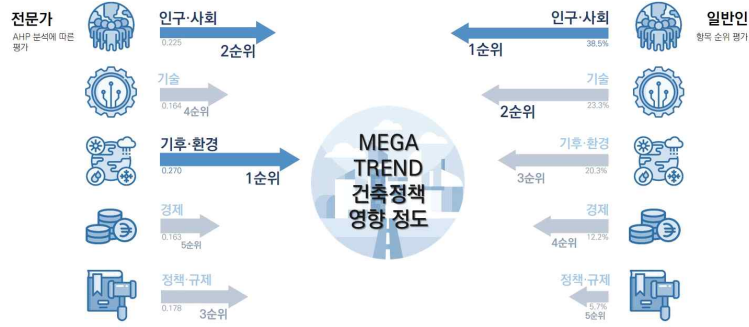 전문가
AHP 분석에 따른
평가
인구·사회
0.225
2순위
기술
0.164
4순위
기후·환경
0.270
1순위
경제
0.163
5순위
정책·규제
0.178
3순위
MEGA
TREND
건축정책
영향 정도
일반인
항목 순위 평가
인구·사회
38.5%
1순위
기술
23.3%
2순위
기후·환경
20.3%
3순위
경제
12.2%
4순위
정책·규제
5.7%
5순위